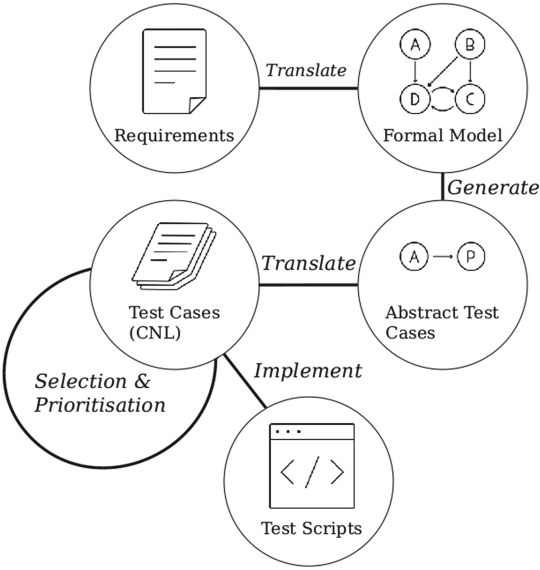 Requirements
Translate
A
B
D
C
Formal Model
Generate
Test Cases
(CNL)
Translate
A
P
Abstract Test
Cases
Selection &
Prioritisation
Implement
</>
Test Scripts